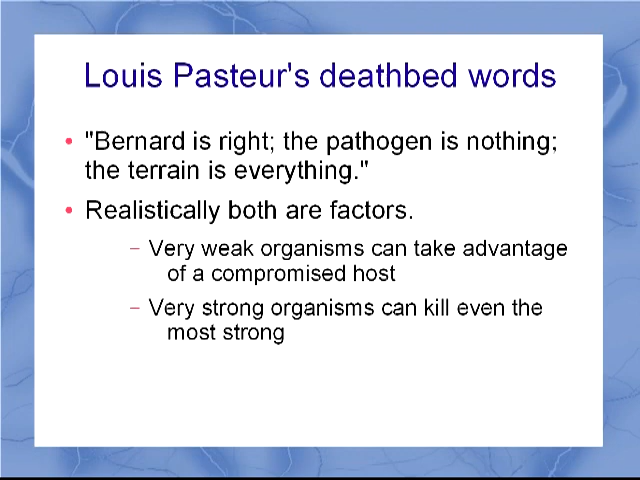 Louis Pasteur's deathbed words
• "Bernard is right; the pathogen is nothing;
the terrain is everything."
• Realistically both are factors.
– Very weak organisms can take advantage
of a compromised host
– Very strong organisms can kill even the
most strong